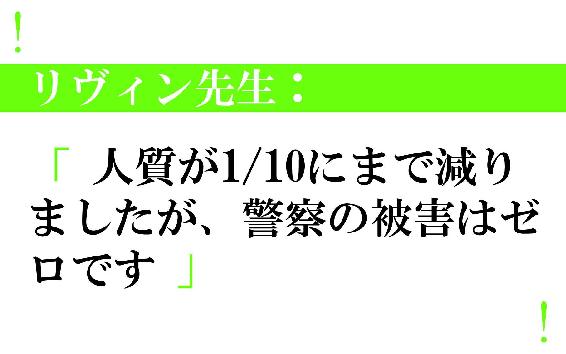 !
リヴィン先生：
「 人質が1/10にまで減り
ましたが、警察の被害はゼ
ロです 」
!